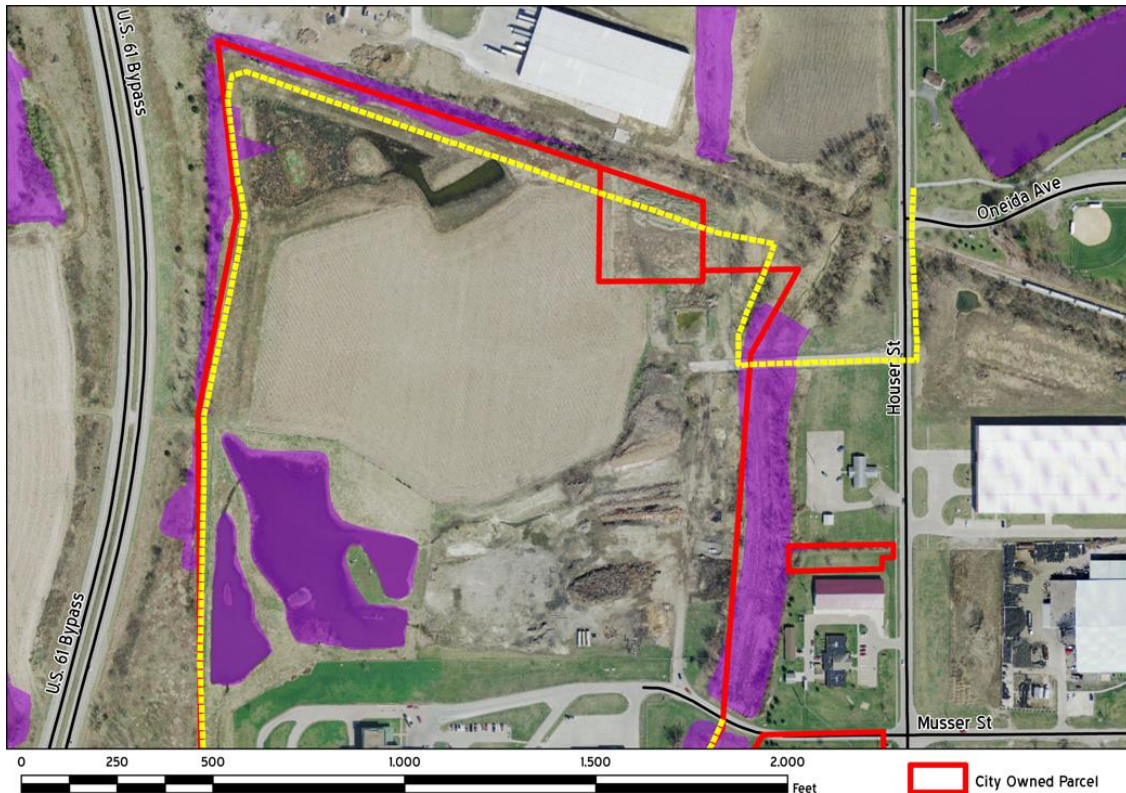 U.S. 61 Bypass
Oneida Ave
Houser St
U.S. 61 Bypass
Musser St
0 250 500 1.000 1.500 2.000
Feet
City Owned Parcel